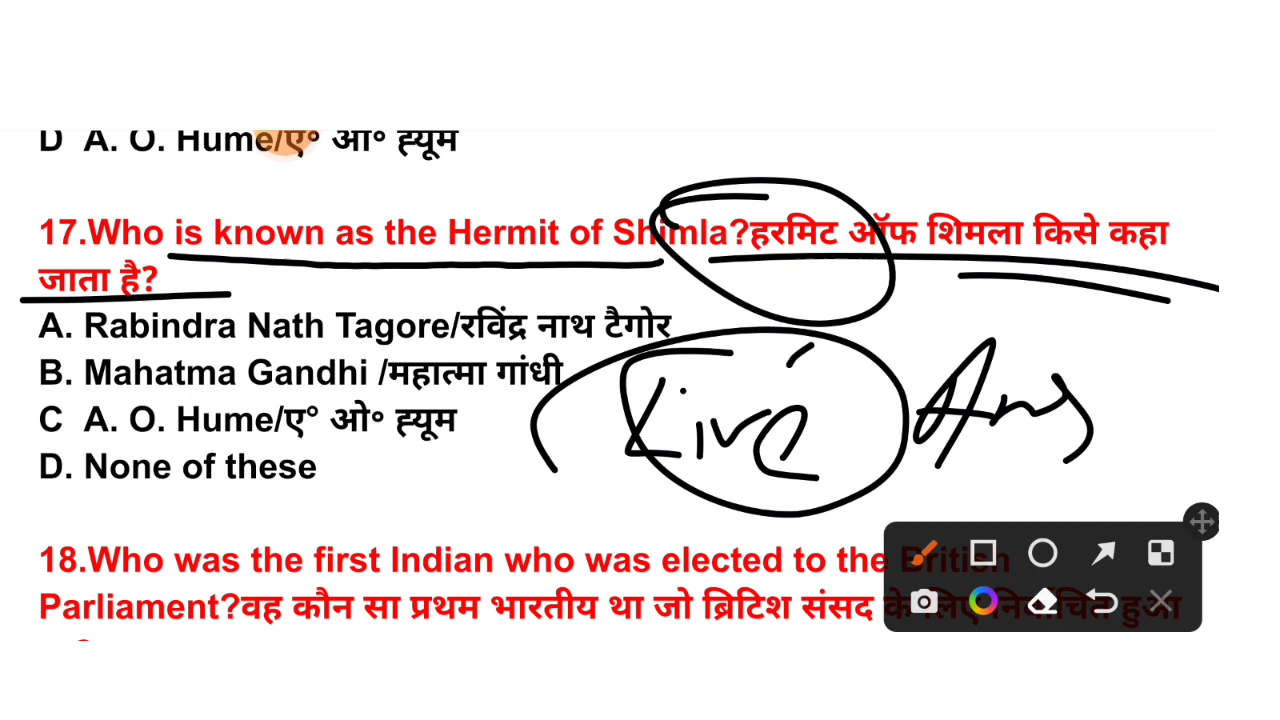 D A. O. Hume/ए॰ ओ॰ ह्यूम
17.Who is known as the Hermit of Shimla?हरमिट ऑफ शिमला किसे कहा
जाता है?
A. Rabindra Nath Tagore/रविंद्र नाथ टैगोर
B. Mahatma Gandhi /महात्मा गांधी
C A. O. Hume/ए° ओ॰ ह्यूम
D. None of these
Ans
18.Who was the first Indian who was elected to the British
Parliament?वह कौन सा प्रथम भारतीय था जो ब्रिटिश संसद के लिए निर्वाचित हुआ